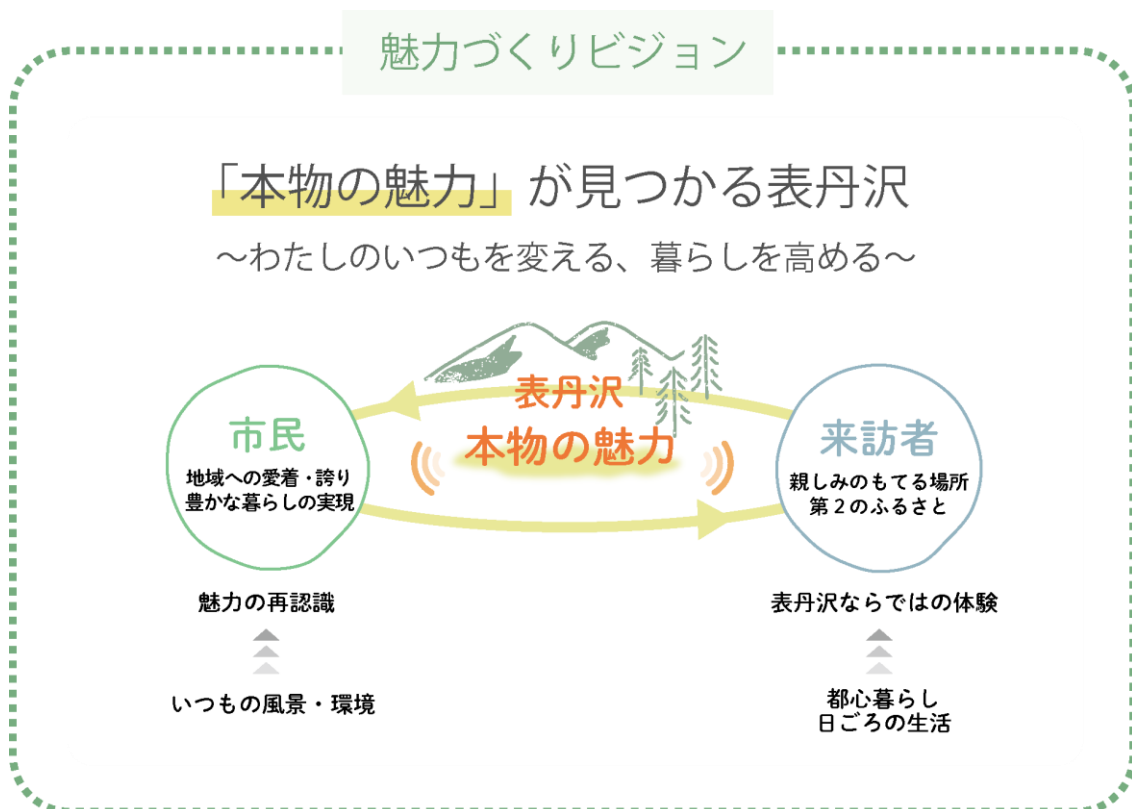 魅力づくりビジョン
「本物の魅力」が見つかる表丹沢
～わたしのいつもを変える、暮らしを高める～
表丹沢
本物の魅力
市民
地域への愛着・誇り
豊かな暮らしの実現
来訪者
親しみのもてる場所
第2のふるさと
魅力の再認識
いつもの風景・環境
表丹沢ならではの体験
都心暮らし
日ごろの生活